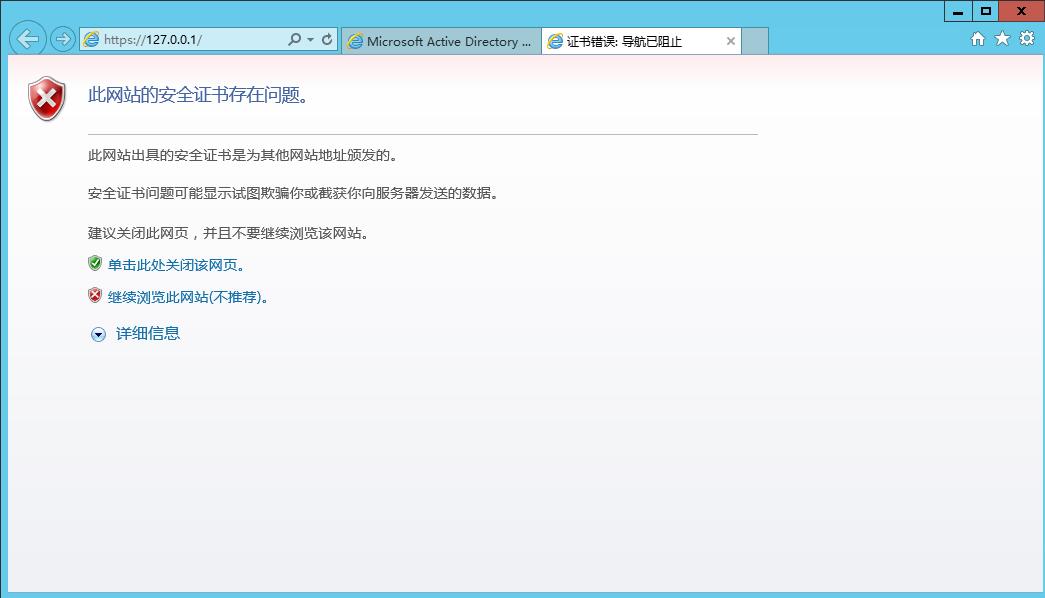 https://127.0.0.1/
Microsoft Active Directory ...
证书错误: 导航已阻止
此网站的安全证书存在问题。
此网站出具的安全证书是为其他网站地址颁发的。
安全证书问题可能显示试图欺骗你或截获你向服务器发送的数据。
建议关闭此网页，并且不要继续浏览该网站。
单击此处关闭该网页。
继续浏览此网站(不推荐)。
详细信息